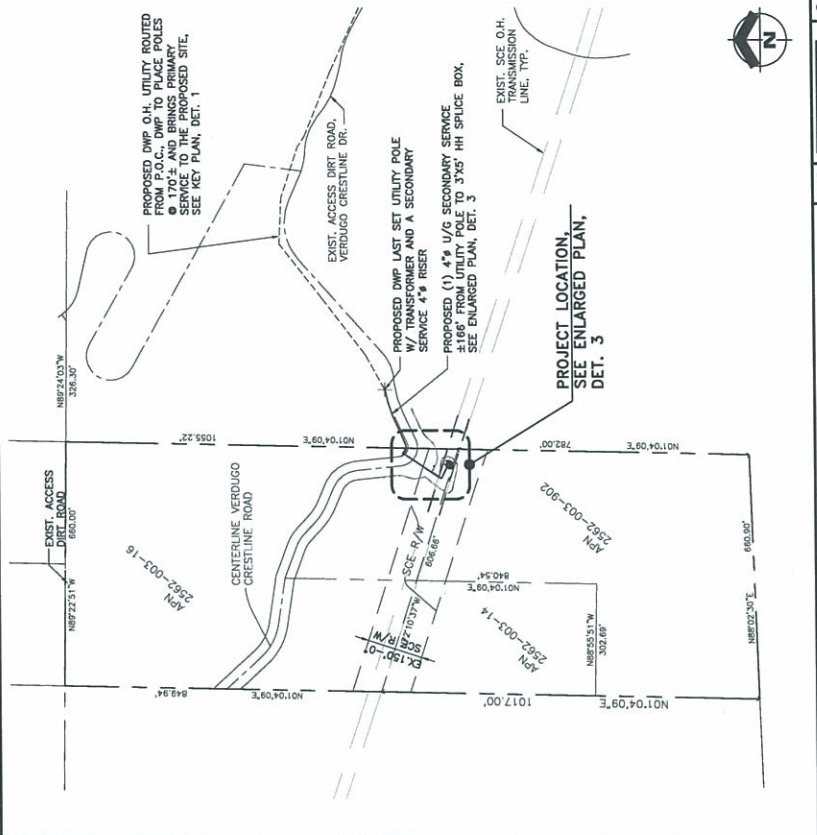 PROPOSED DWP O.H. UTILITY ROUTED
FROM P.O.C., DWP TO PLACE POLES
@ 170'± AND BRINGS PRIMARY
SERVICE TO THE PROPOSED SITE,
SEE KEY PLAN, DET. 1
N89°24'03"W
326.30'
EXIST. ACCESS
DIRT ROAD
660.00'
N89°22'51"W
1055.22'
N01°04'09"E
EXIST. ACCESS DIRT ROAD,
VERDUGO CRESTLINE DR.
EXIST. SCE O.H.
TRANSMISSION
LINE, TYP.
N
APN
2562-003-16
CENTERLINE VERDUGO
CRESTLINE ROAD
PROPOSED DWP LAST SET UTILITY POLE
W/ TRANSFORMER AND A SECONDARY
SERVICE 4"ø RISER
PROPOSED (1) 4"ø U/G SECONDARY SERVICE
±166' FROM UTILITY POLE TO 3'X5' HH SPLICE BOX,
SEE ENLARGED PLAN, DET. 3
PROJECT LOCATION,
SEE ENLARGED PLAN,
DET. 3
849.94'
N01°04'09"E
SCE R/W
606.66'
N72°10'37"W
EX.150'-0"
SCE R/W
840.54'
N01°04'09"E
782.00'
N01°04'09"E
APN
2562-003-902
APN
2562-003-14
N88°55'51"W
302.69'
1017.00'
N01°04'09"E
660.90'
N88°02'30"E